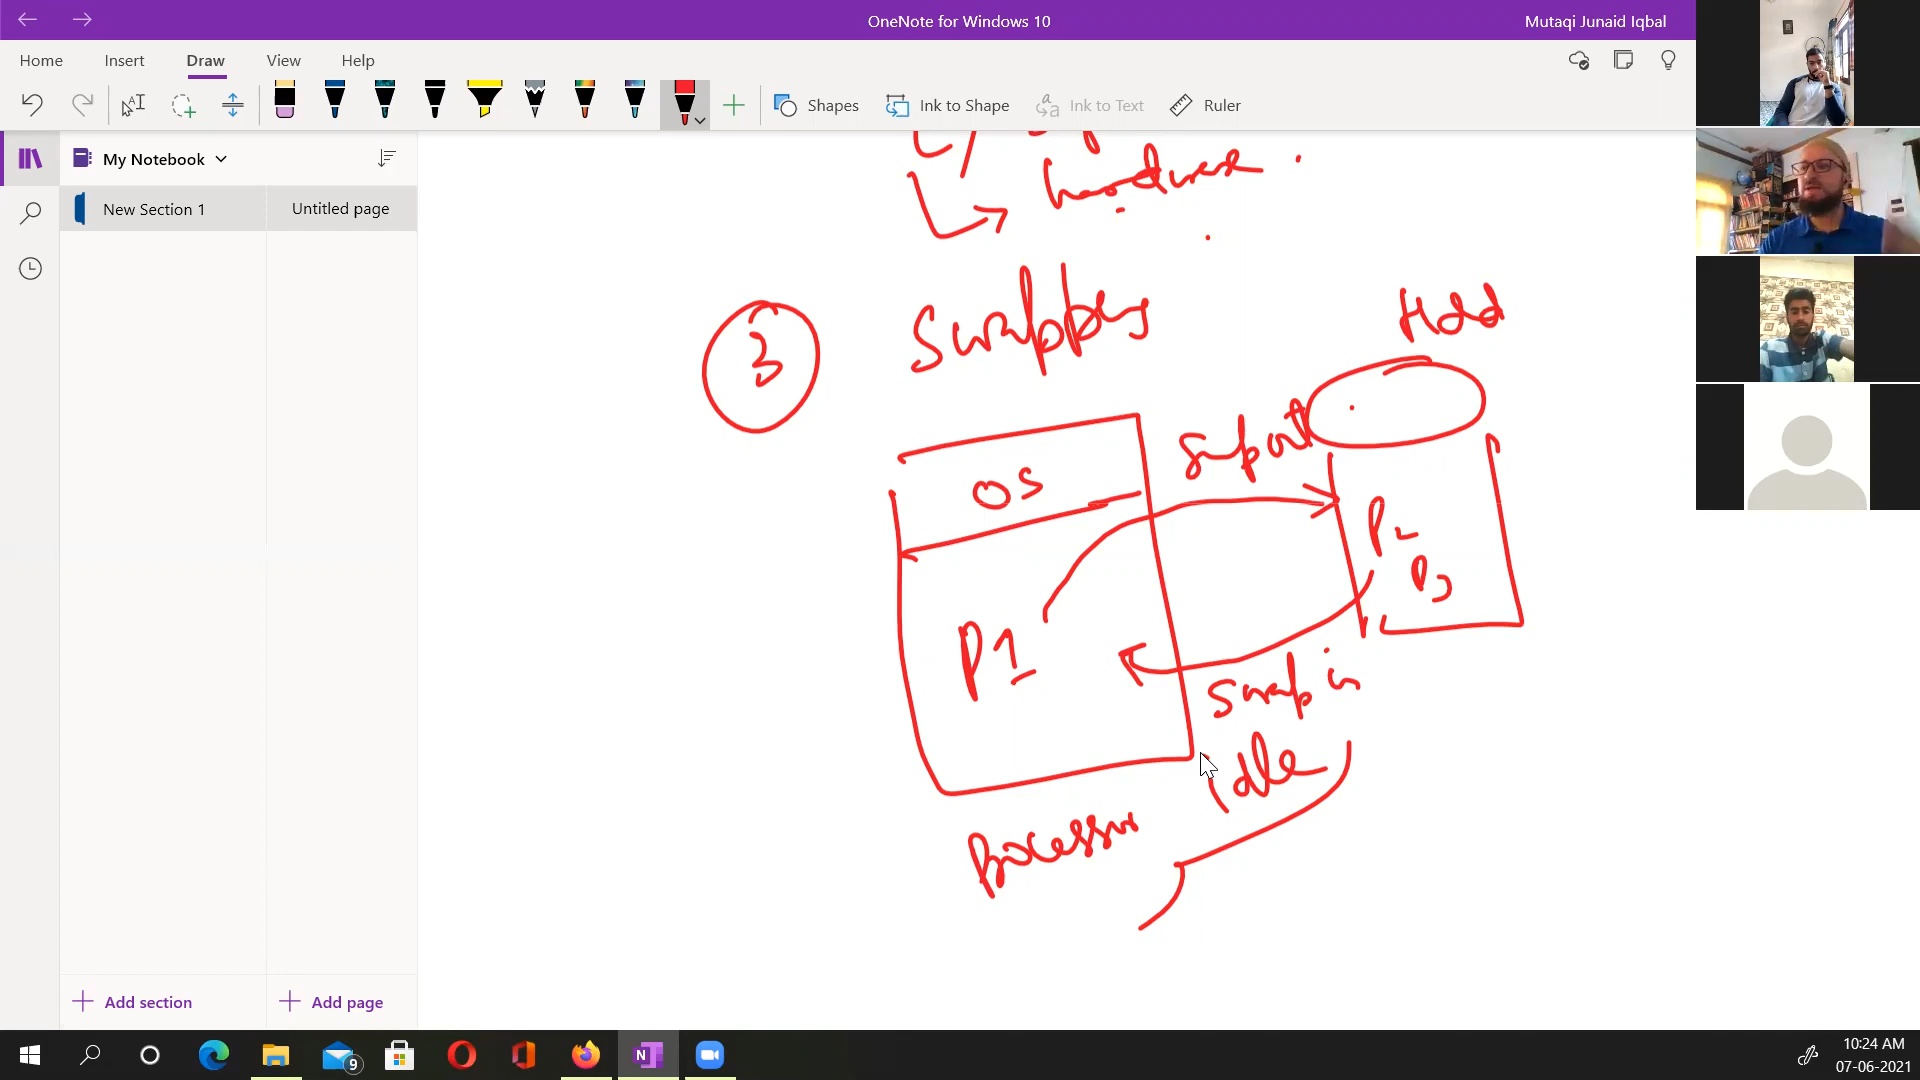 OneNote for Windows 10
Mutaqi Junaid Iqbal
Home Insert Draw View Help
Shapes Ink to Shape Ink to Text Ruler
My Notebook
New Section 1
Untitled page
hardware
3
Swapping
Hdd
OS
P1
P2
P3
swap in
idle
Processor
Add section
Add page
9
N
10:24 AM
07-06-2021